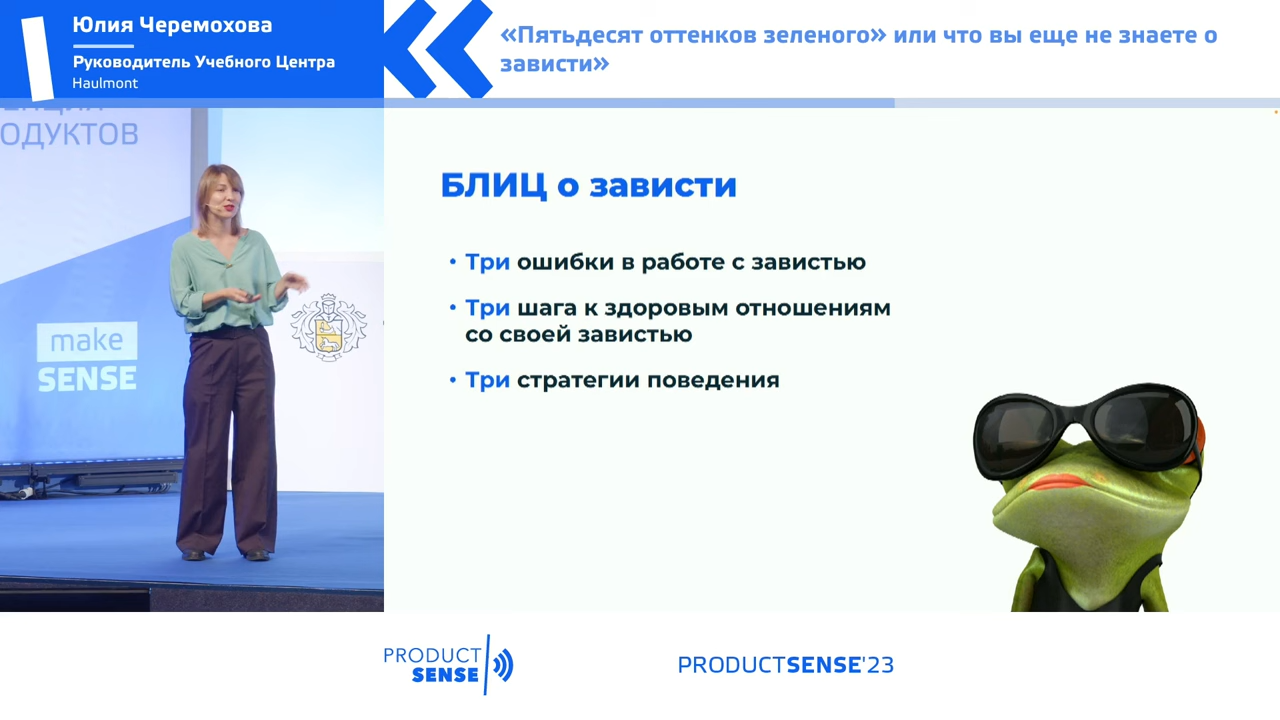 Юлия Черемохова
Руководитель Учебного Центра
Haulmont
«Пятьдесят оттенков зеленого» или что вы еще не знаете о
зависти»
ОДУКТОВ
make
SENSE
БЛИЦ о зависти
• Три ошибки в работе с завистью
• Три шага к здоровым отношениям
со своей завистью
• Три стратегии поведения
PRODUCT
SENSE
PRODUCTSENSE'23